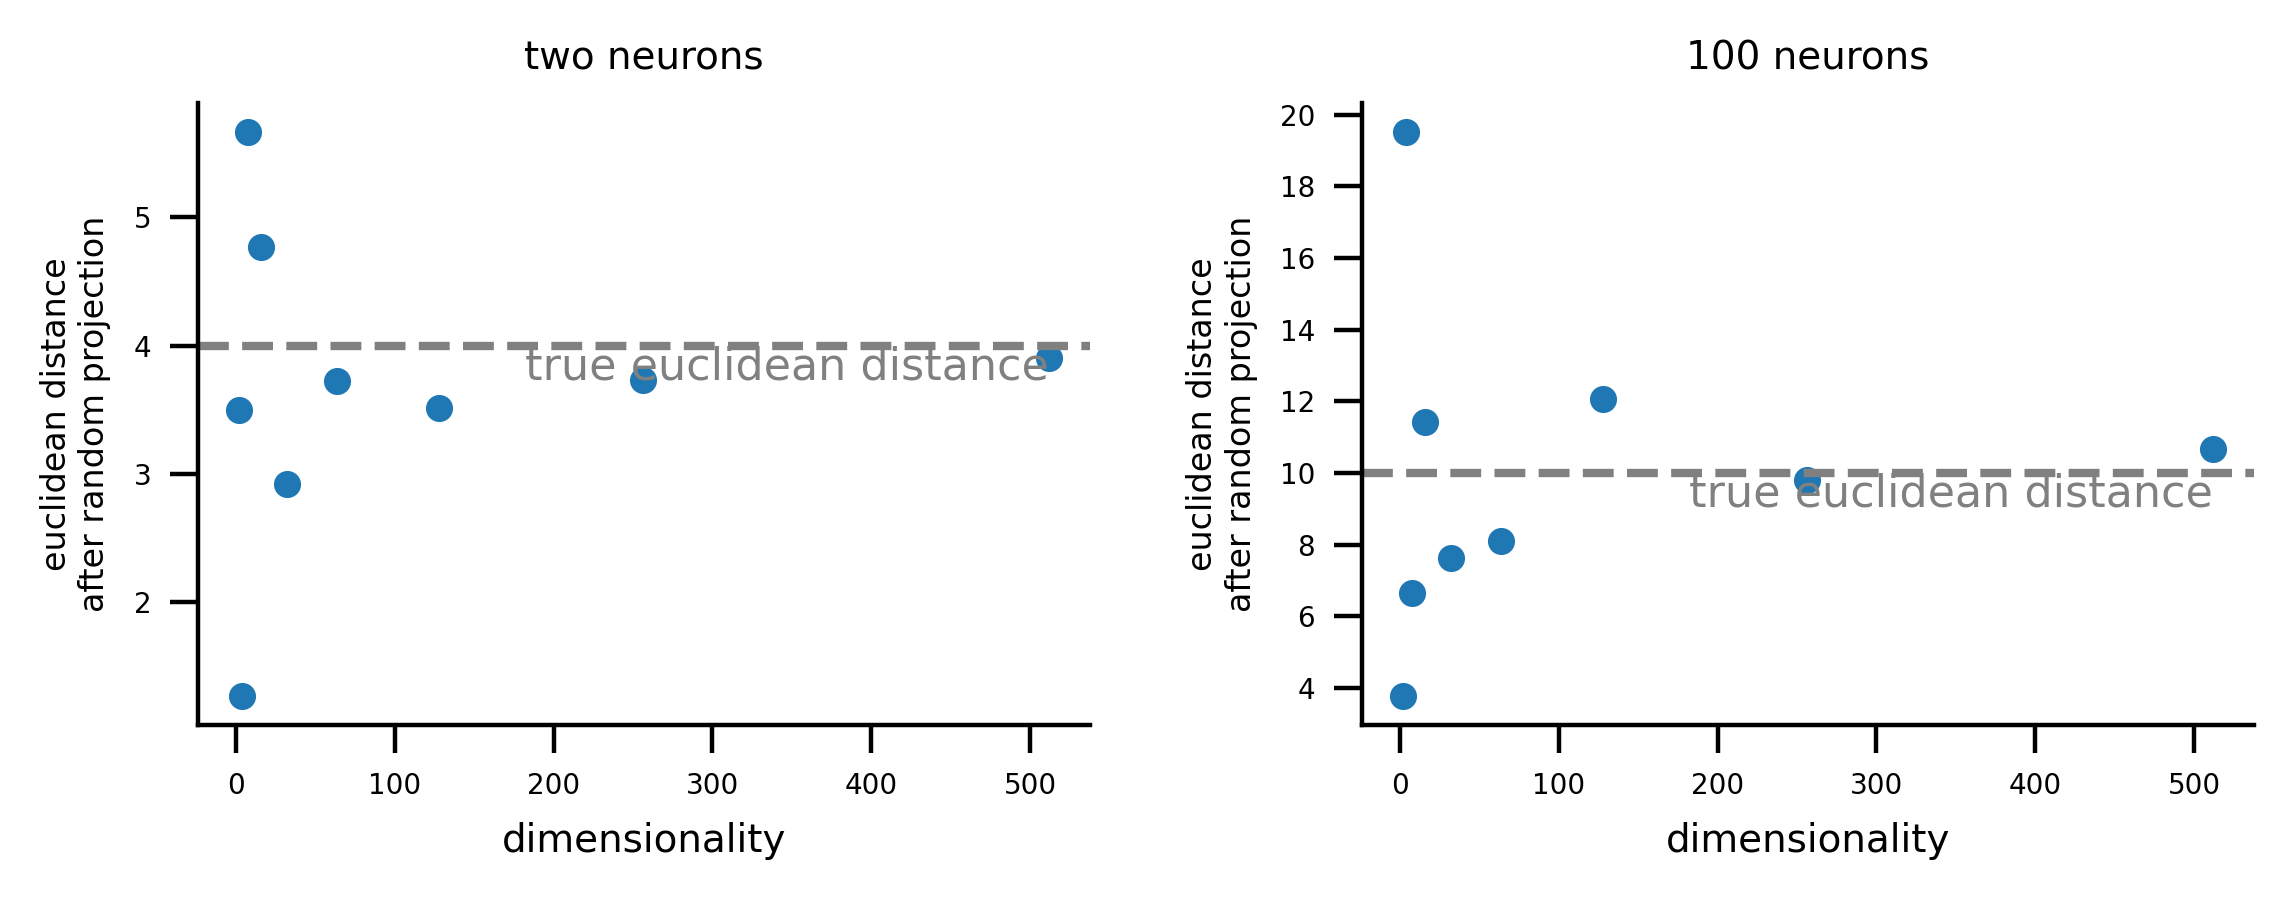 two neurons
euclidean distance
after random projection
5
4
3
2
true euclidean distance
0 100 200 300 400 500
dimensionality
100 neurons
euclidean distance
after random projection
20
18
16
14
12
10
8
6
4
true euclidean distance
0 100 200 300 400 500
dimensionality